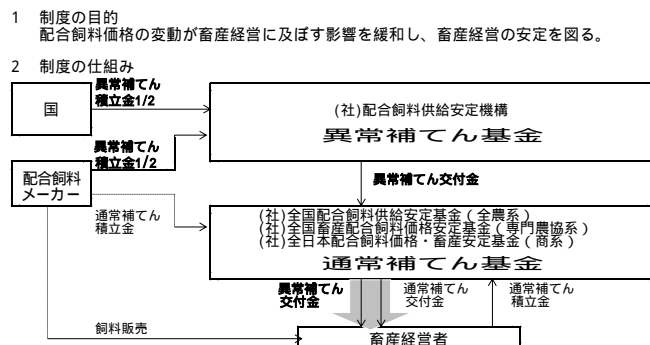 1 制度の目的
配合飼料価格の変動が畜産経営に及ぼす影響を緩和し、畜産経営の安定を図る。
2 制度の仕組み
異常補てん
積立金1/2
国
(社)配合飼料供給安定機構
異常補てん基金
異常補てん
積立金1/2
配合飼料
メーカー
異常補てん交付金
通常補てん
積立金
(社)全国配合飼料供給安定基金(全農系)
(社)全国畜産配合飼料価格安定基金(専門農協系)
(社)全日本配合飼料価格・畜産安定基金(商系)
通常補てん基金
異常補てん
交付金
通常補てん
交付金
通常補てん
積立金
飼料販売
畜産経営者